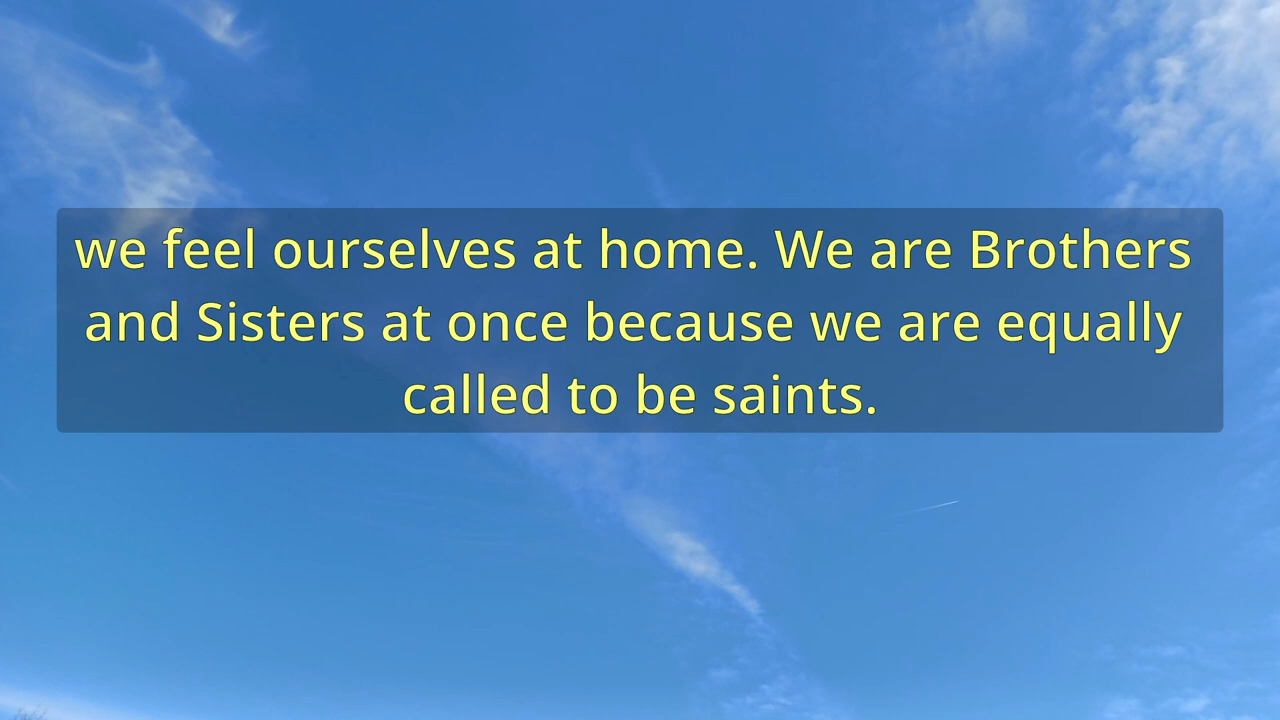 we feel ourselves at home. We are Brothers
and Sisters at once because we are equally
called to be saints.